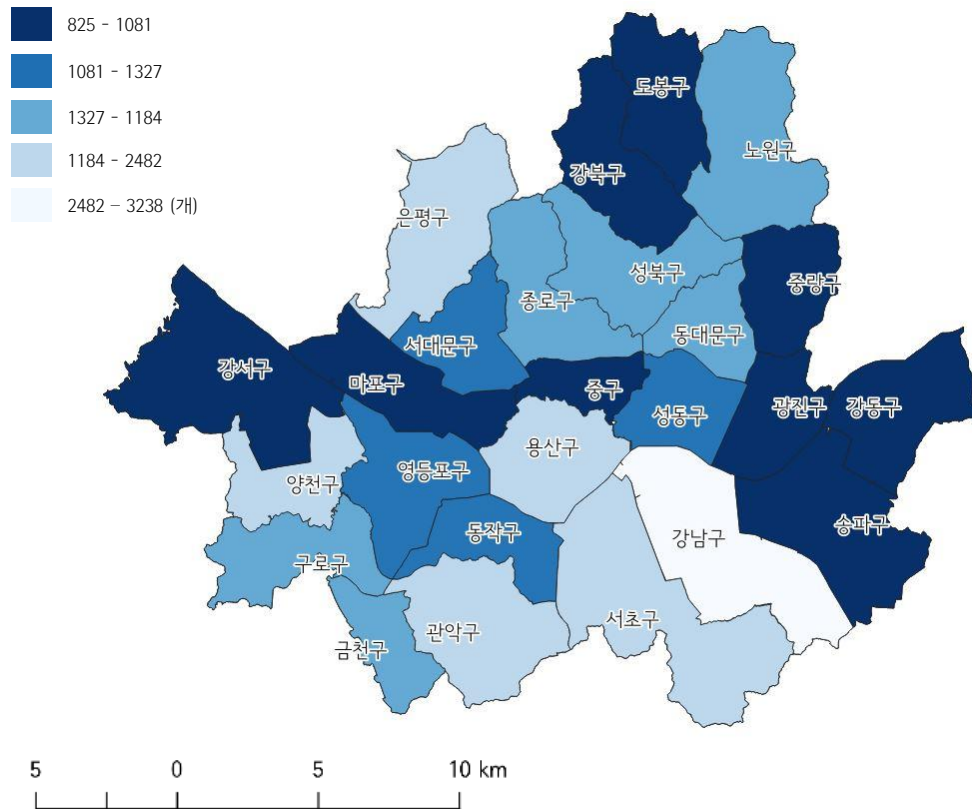 825 - 1081
1081 - 1327
1327 - 1184
1184 - 2482
2482 – 3238 (개)
도봉구
노원구
강북구
은평구
성북구
중랑구
종로구
동대문구
서대문구
강서구
마포구
중구
광진구
강동구
성동구
용산구
영등포구
양천구
송파구
동작구
강남구
구로구
서초구
관악구
금천구
5 0 5 10 km